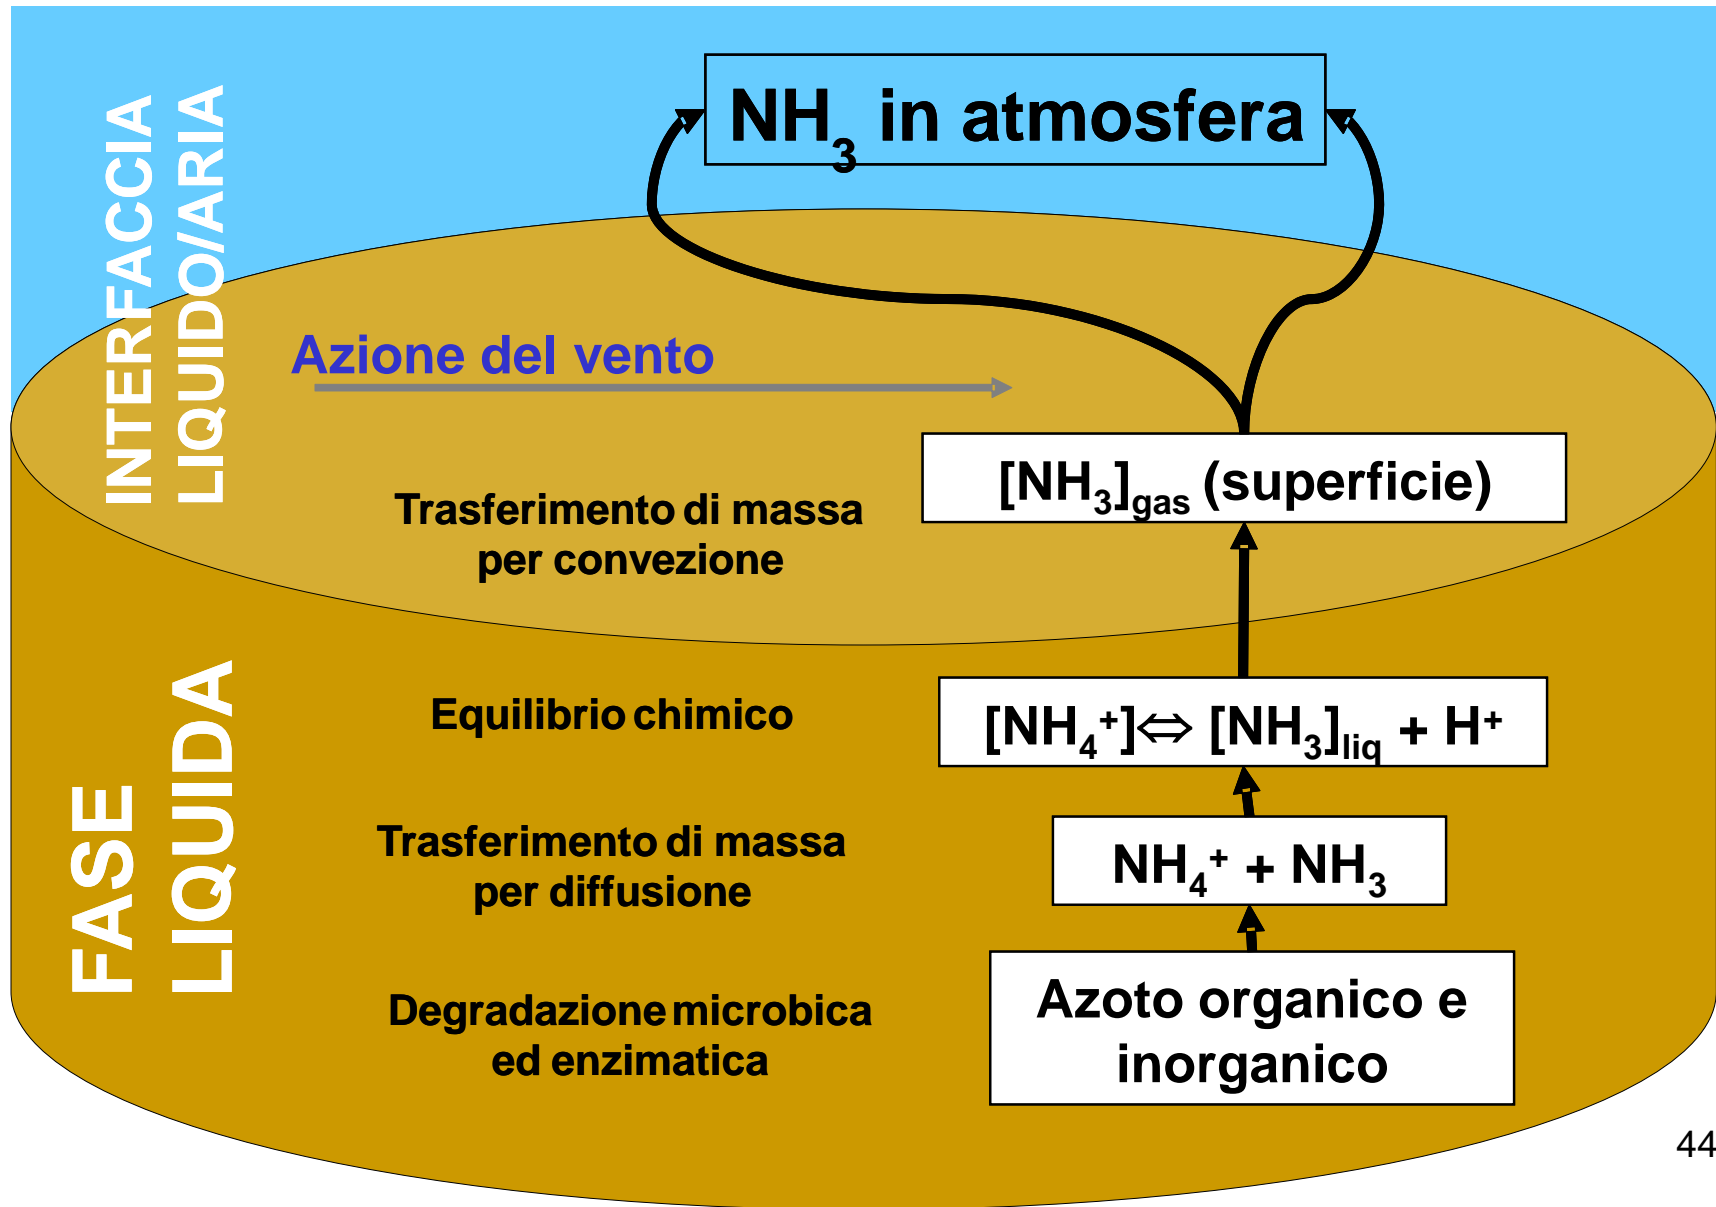 INTERFACCIA
LIQUIDO/ARIA
NH₃ in atmosfera
Azione del vento
[NH₃]gas (superficie)
Trasferimento di massa
per convezione
FASE
LIQUIDA
Equilibrio chimico
[NH₄⁺]⇔ [NH₃]liq + H⁺
Trasferimento di massa
per diffusione
NH₄⁺ + NH₃
Degradazione microbica
ed enzimatica
Azoto organico e
inorganico
44